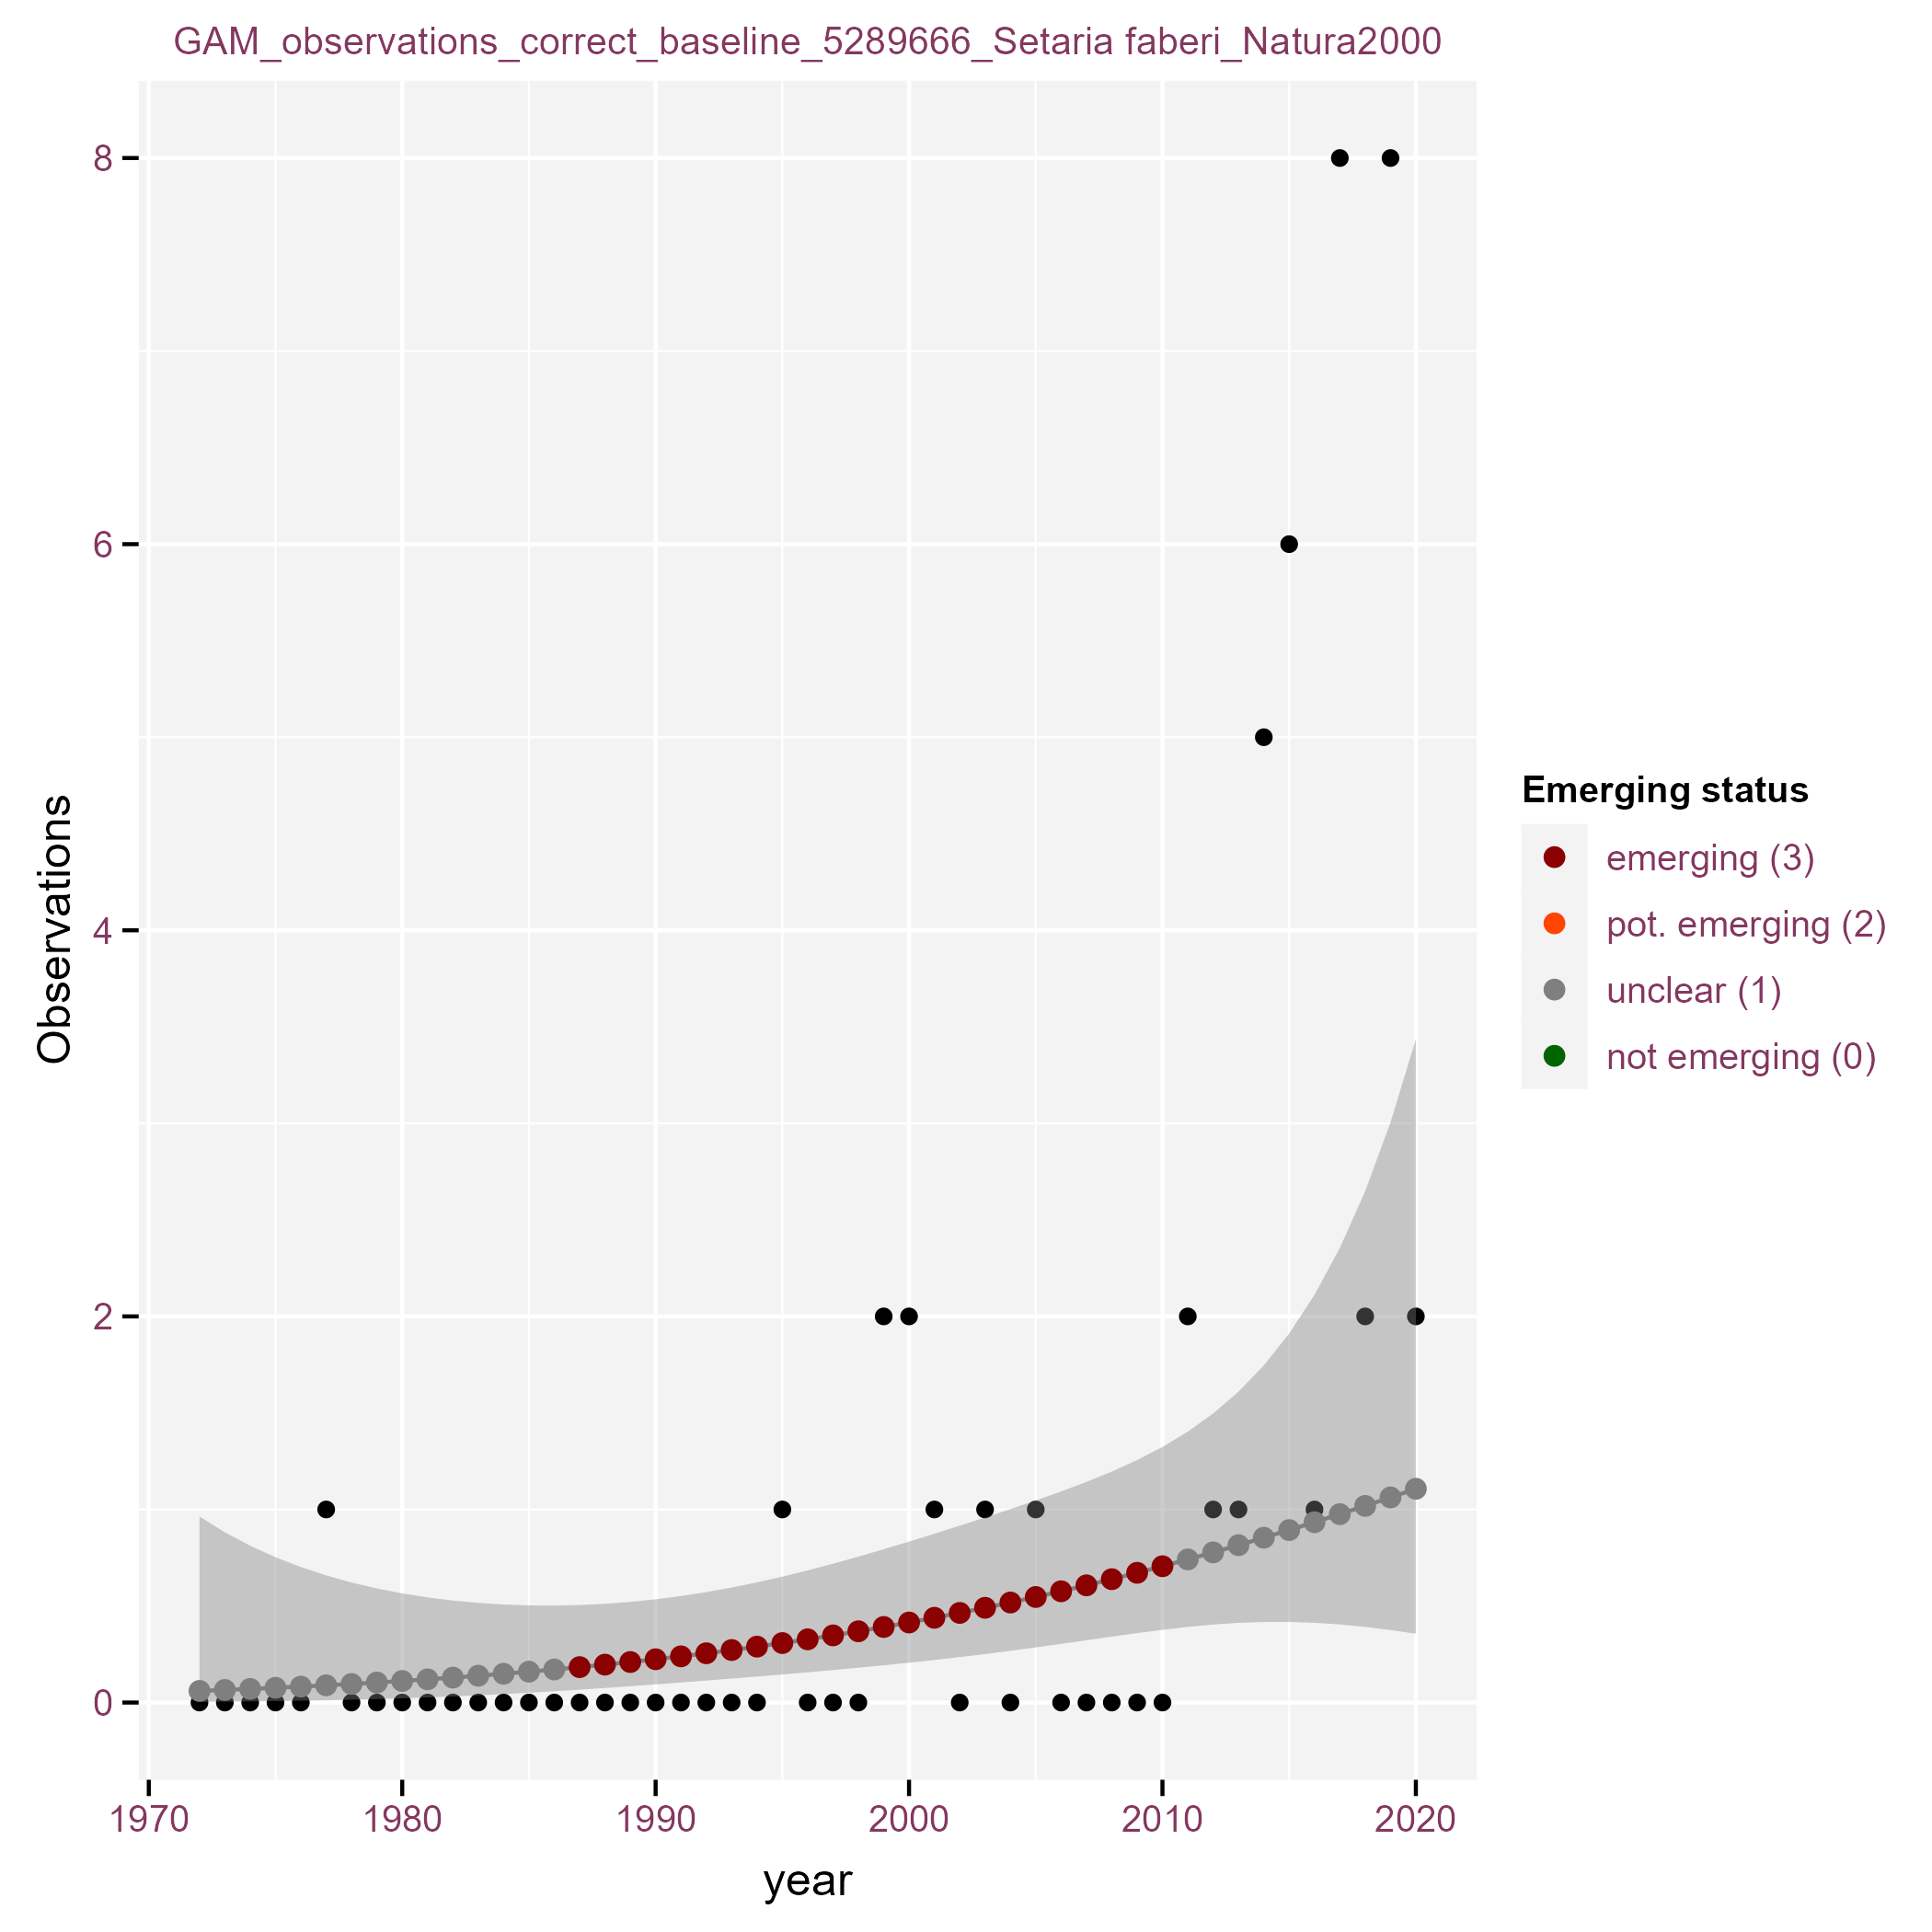 GAM_observations_correct_baseline_5289666_Setaria faberi_Natura2000
8
6
4
2
0
Observations
1970 1980 1990 2000 2010 2020
year
Emerging status
emerging (3)
pot. emerging (2)
unclear (1)
not emerging (0)